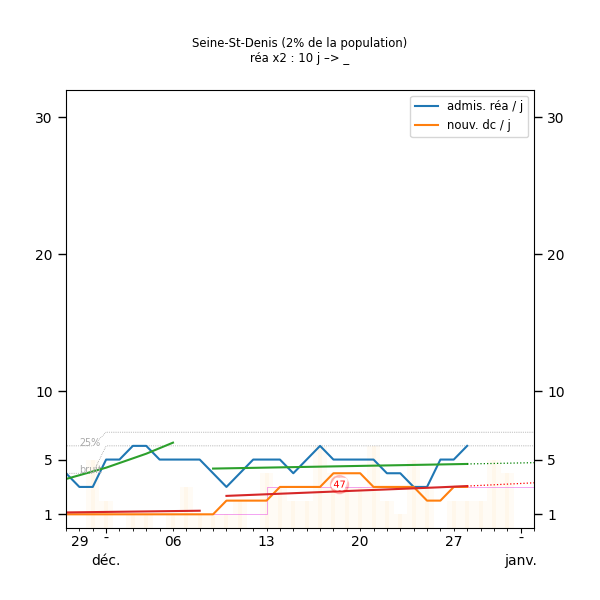 Seine-St-Denis (2% de la population)
réa x2 : 10 j –> _
admis. réa / j
nouv. dc / j
30 30
20 20
10 10
5 5
1 1
25%
bruit
47
29 - 06 13 20 27 -
déc. janv.